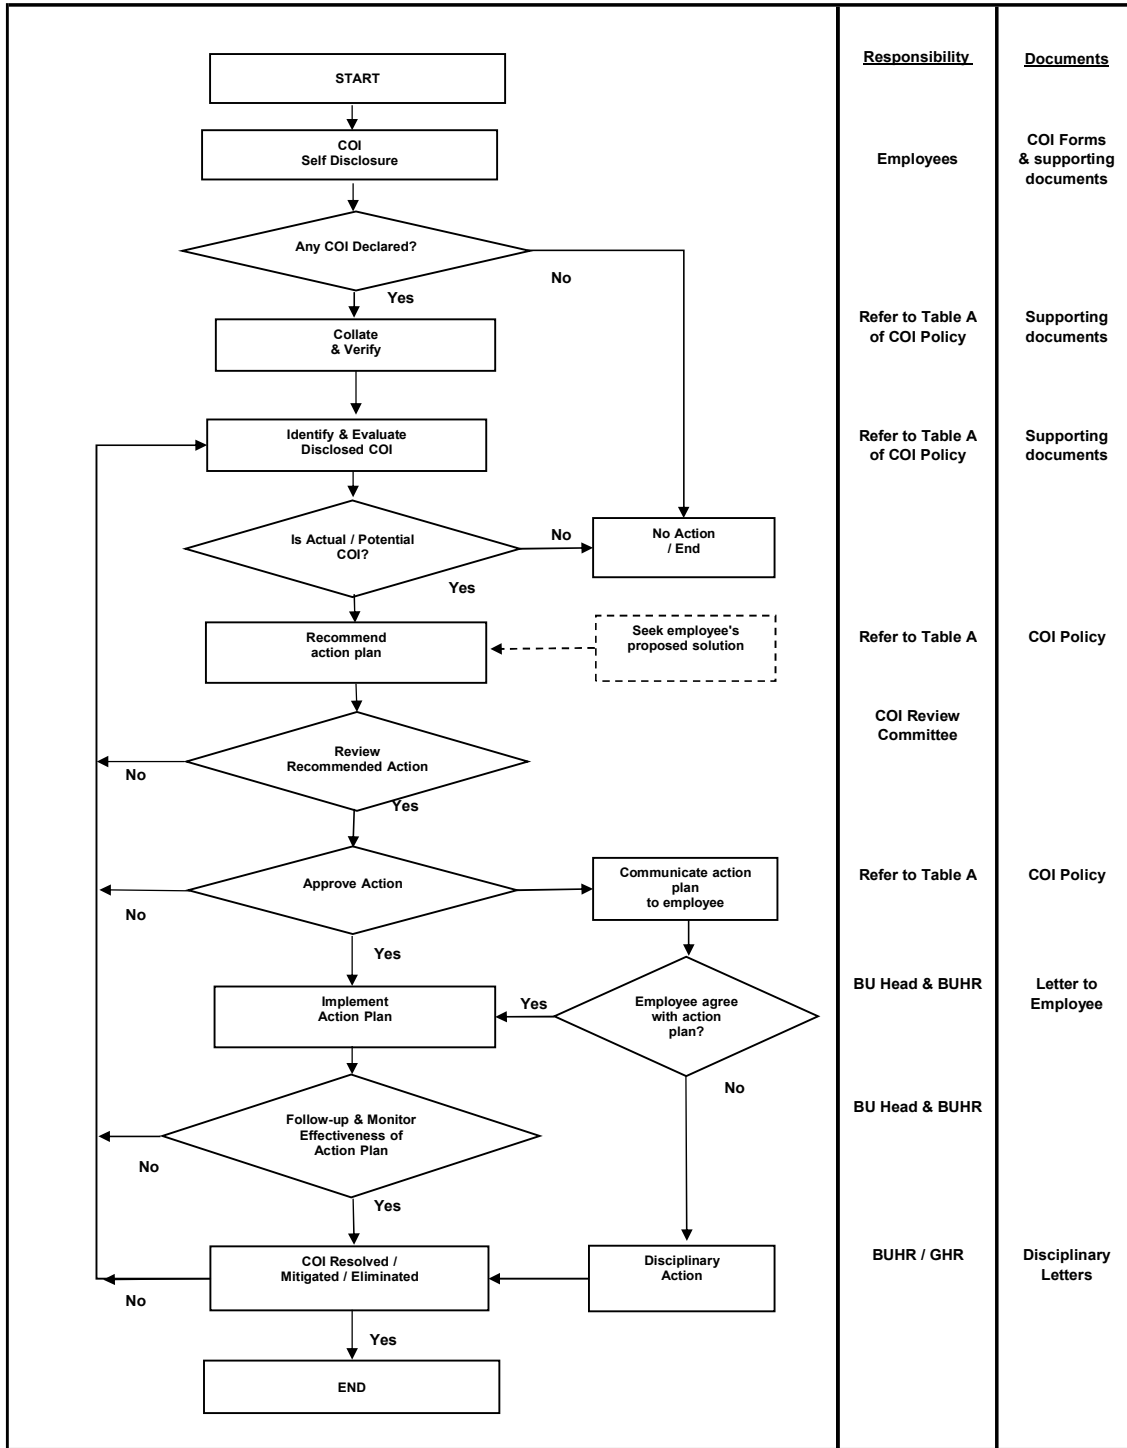 START
Responsibility
Documents
COI
Self Disclosure
Employees
COI Forms
& supporting
documents
Any COI Declared?
No
Yes
Collate
& Verify
Refer to Table A
of COI Policy
Supporting
documents
Identify & Evaluate
Disclosed COI
Refer to Table A
of COI Policy
Supporting
documents
Is Actual / Potential
COI?
No
No Action
/ End
Yes
Recommend
action plan
Seek employee's
proposed solution
Refer to Table A
COI Policy
COI Review
Committee
Review
Recommended Action
No
Yes
Approve Action
Communicate action
plan
to employee
Refer to Table A
COI Policy
No
Yes
Implement
Action Plan
Yes
Employee agree
with action
plan?
BU Head & BUHR
Letter to
Employee
No
BU Head & BUHR
Follow-up & Monitor
Effectiveness of
Action Plan
No
Yes
COI Resolved /
Mitigated / Eliminated
Disciplinary
Action
BUHR / GHR
Disciplinary
Letters
No
Yes
END